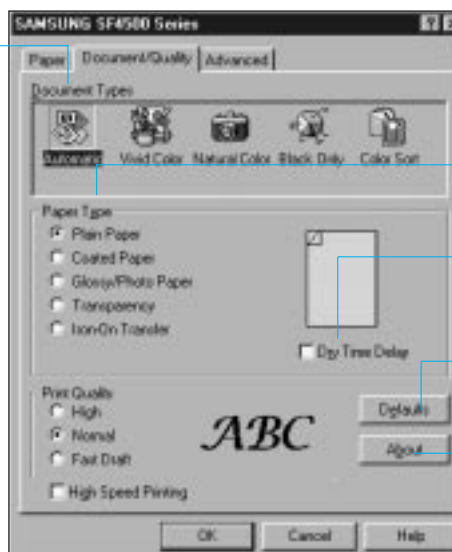 SAMSUNG SF4500 Series
Paper Document/Quality Advanced
Document Types
Automatic Vivid Color Natural Color Black Only Color Sort
Paper Type
Plain Paper
Coated Paper
Glossy/Photo Paper
Transparency
Iron-On Transfer
Dry Time Delay
Print Quality
High
Normal
Fast Draft
ABC
Defaults
About
High Speed Printing
OK Cancel Help